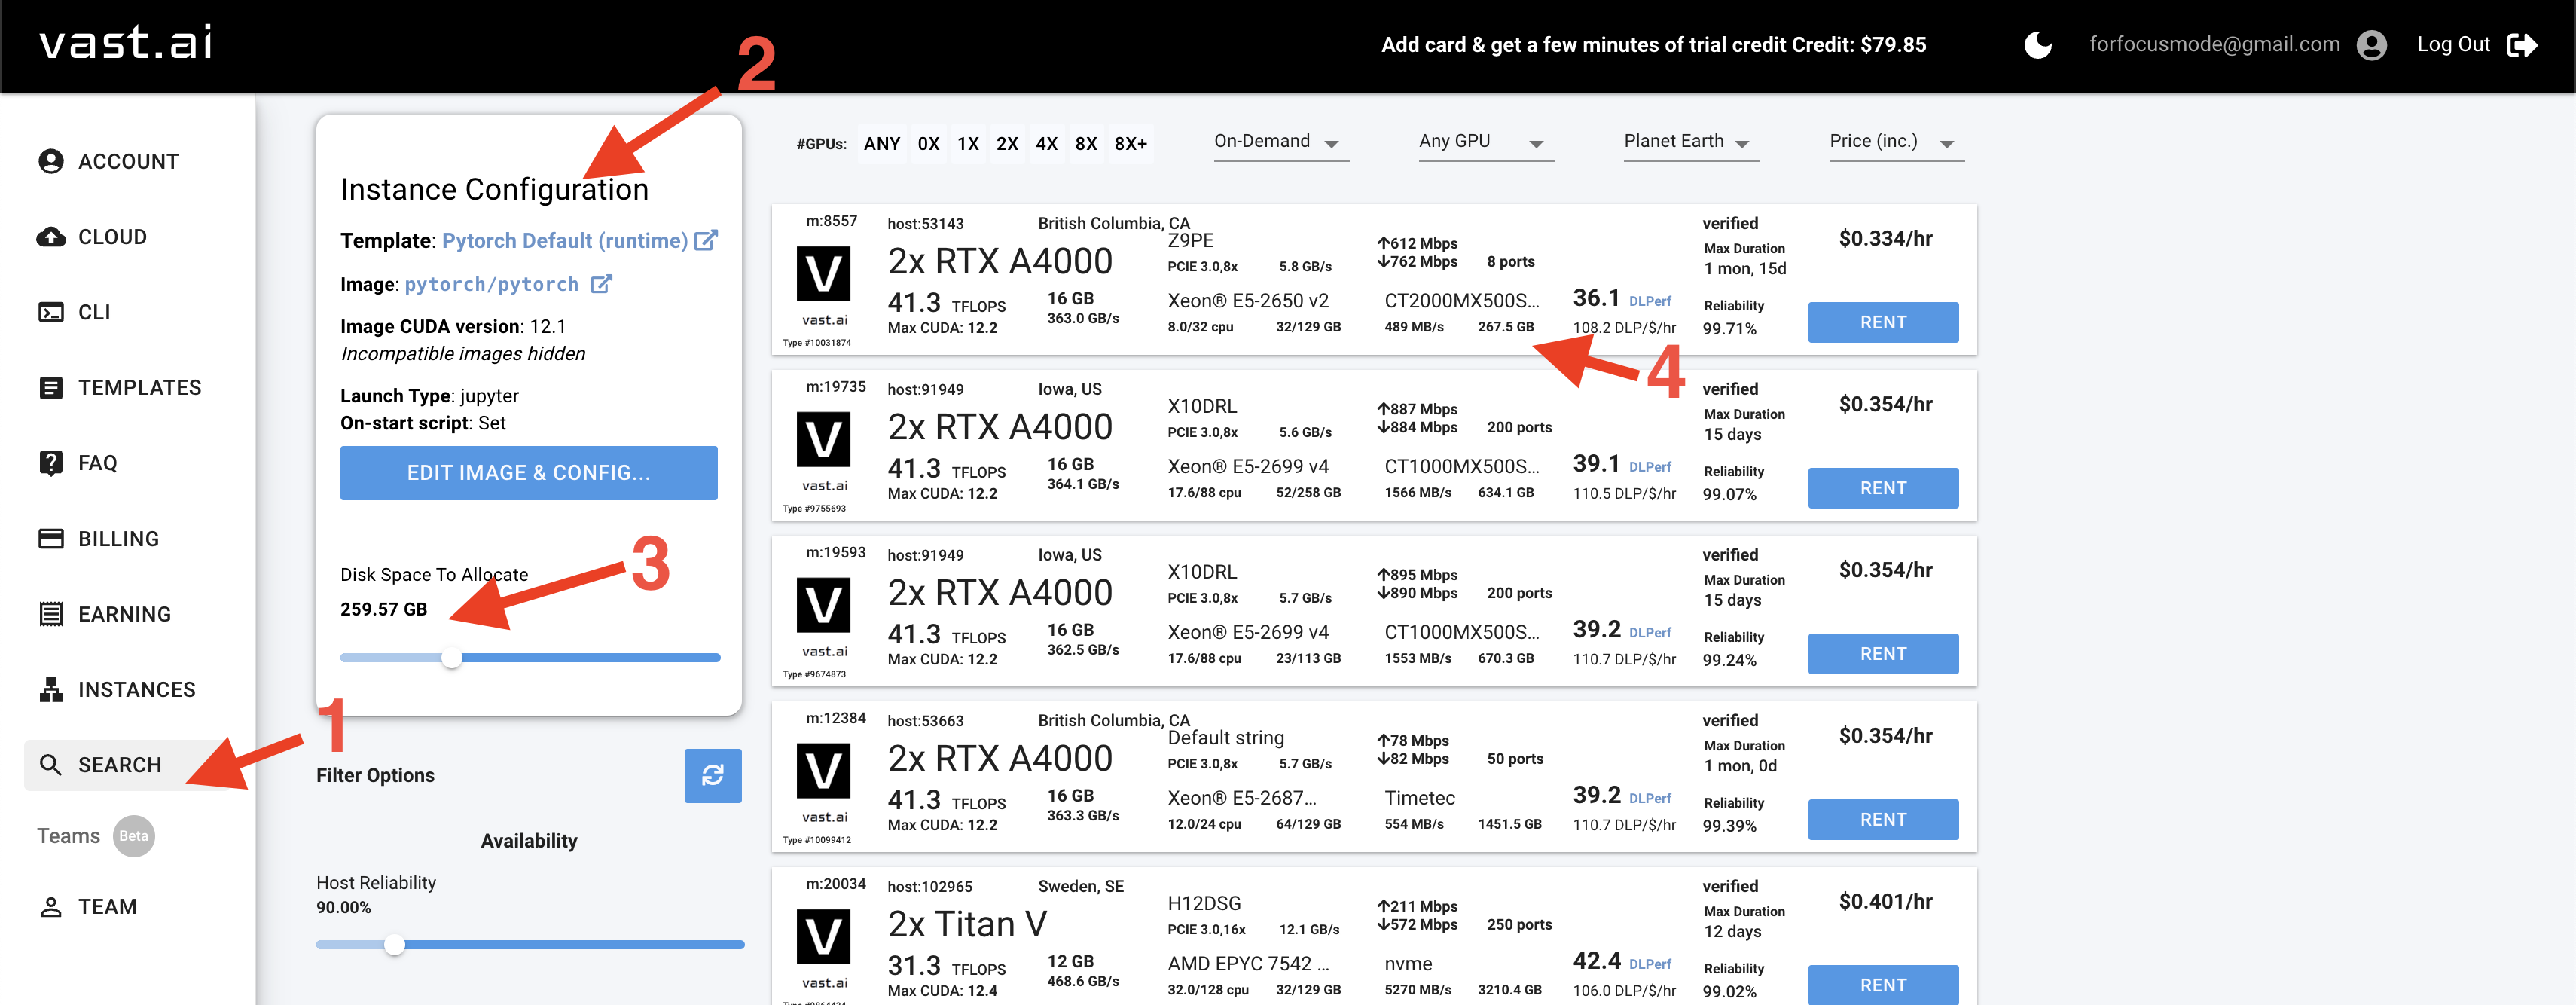 vast.ai
2
Add card & get a few minutes of trial credit Credit: $79.85
forfocusmode@gmail.com
Log Out
ACCOUNT
CLOUD
CLI
TEMPLATES
FAQ
BILLING
EARNING
INSTANCES
SEARCH
1
Teams Beta
TEAM
Instance Configuration
Template: Pytorch Default (runtime)
Image: pytorch/pytorch
Image CUDA version: 12.1
Incompatible images hidden
Launch Type: jupyter
On-start script: Set
EDIT IMAGE & CONFIG...
Disk Space To Allocate
3
259.57 GB
Filter Options
Availability
Host Reliability
90.00%
#GPUs: ANY 0X 1X 2X 4X 8X 8X+
On-Demand
Any GPU
Planet Earth
Price (inc.)
m:8557
vast.ai
Type #10031874
host:53143
British Columbia, CA
2x RTX A4000
41.3 TFLOPS
Max CUDA: 12.2
16 GB
363.0 GB/s
Z9PE
PCIE 3.0,8x 5.8 GB/s
Xeon® E5-2650 v2
8.0/32 cpu 32/129 GB
↑612 Mbps
↓762 Mbps 8 ports
CT2000MX500S...
489 MB/s 267.5 GB
36.1 DLPerf
108.2 DLP/$/hr
4
verified
Max Duration
1 mon, 15d
Reliability
99.71%
$0.334/hr
RENT
m:19735
vast.ai
Type #9755693
host:91949
Iowa, US
2x RTX A4000
41.3 TFLOPS
Max CUDA: 12.2
16 GB
364.1 GB/s
X10DRL
PCIE 3.0,8x 5.6 GB/s
Xeon® E5-2699 v4
17.6/88 cpu 52/258 GB
↑887 Mbps
↓884 Mbps 200 ports
CT1000MX500S...
1566 MB/s 634.1 GB
39.1 DLPerf
110.5 DLP/$/hr
verified
Max Duration
15 days
Reliability
99.07%
$0.354/hr
RENT
m:19593
vast.ai
Type #9674873
host:91949
Iowa, US
2x RTX A4000
41.3 TFLOPS
Max CUDA: 12.2
16 GB
362.5 GB/s
X10DRL
PCIE 3.0,8x 5.7 GB/s
Xeon® E5-2699 v4
17.6/88 cpu 23/113 GB
↑895 Mbps
↓890 Mbps 200 ports
CT1000MX500S...
1553 MB/s 670.3 GB
39.2 DLPerf
110.7 DLP/$/hr
verified
Max Duration
15 days
Reliability
99.24%
$0.354/hr
RENT
m:12384
vast.ai
Type #10099412
host:53663
British Columbia, CA
2x RTX A4000
41.3 TFLOPS
Max CUDA: 12.2
16 GB
363.3 GB/s
Default string
PCIE 3.0,8x 5.7 GB/s
Xeon® E5-2687...
12.0/24 cpu 64/129 GB
↑78 Mbps
↓82 Mbps 50 ports
Timetec
554 MB/s 1451.5 GB
39.2 DLPerf
110.7 DLP/$/hr
verified
Max Duration
1 mon, 0d
Reliability
99.39%
$0.354/hr
RENT
m:20034
vast.ai
host:102965
Sweden, SE
2x Titan V
31.3 TFLOPS
Max CUDA: 12.4
12 GB
468.6 GB/s
H12DSG
PCIE 3.0,16x 12.1 GB/s
AMD EPYC 7542 ...
32.0/128 cpu 32/129 GB
↑211 Mbps
↓572 Mbps 250 ports
nvme
5270 MB/s 3210.4 GB
42.4 DLPerf
106.0 DLP/$/hr
verified
Max Duration
12 days
Reliability
99.02%
$0.401/hr
RENT